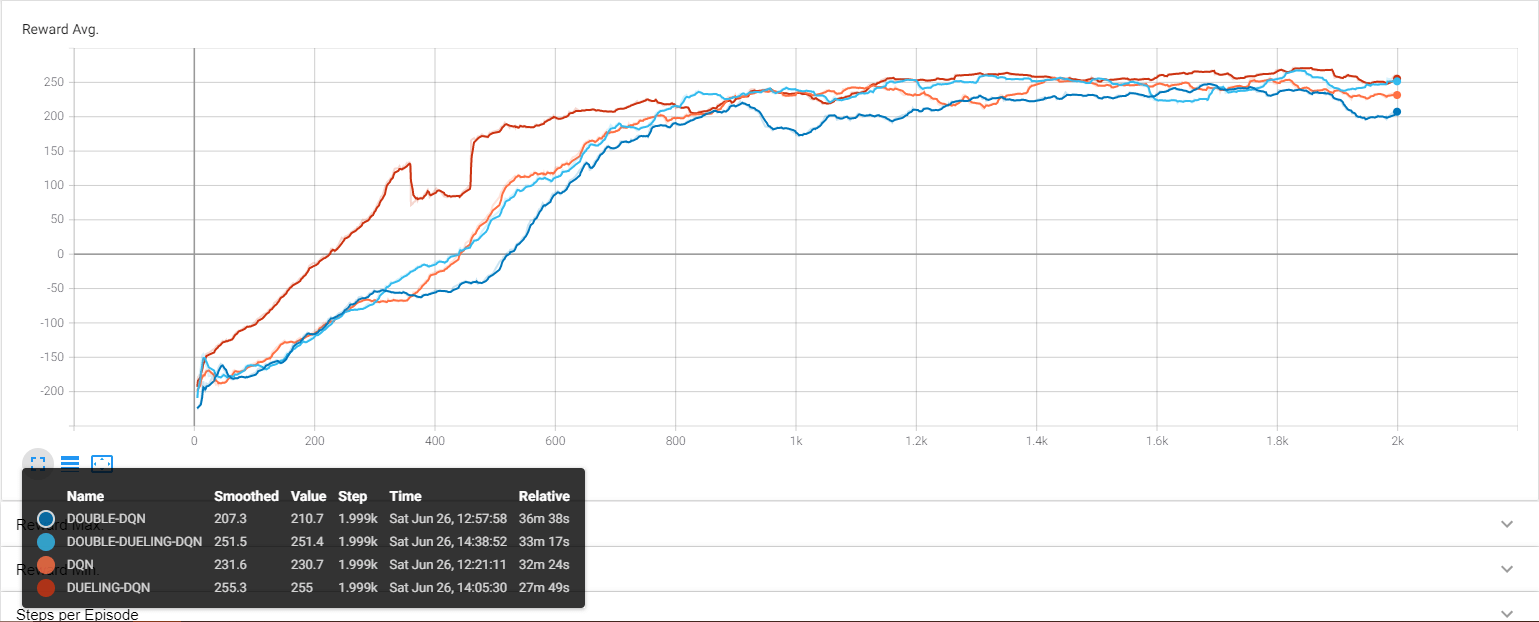 Reward Avg.
250
200
150
100
50
0
-50
-100
-150
-200
0 200 400 600 800 1k 1.2k 1.4k 1.6k 1.8k 2k
Name Smoothed Value Step Time Relative
DOUBLE-DQN 207.3 210.7 1.999k Sat Jun 26, 12:57:58 36m 38s
Reward Max.
DOUBLE-DUELING-DQN 251.5 251.4 1.999k Sat Jun 26, 14:38:52 33m 17s
DQN 231.6 230.7 1.999k Sat Jun 26, 12:21:11 32m 24s
Reward Min.
DUELING-DQN 255.3 255 1.999k Sat Jun 26, 14:05:30 27m 49s
Steps per Episode